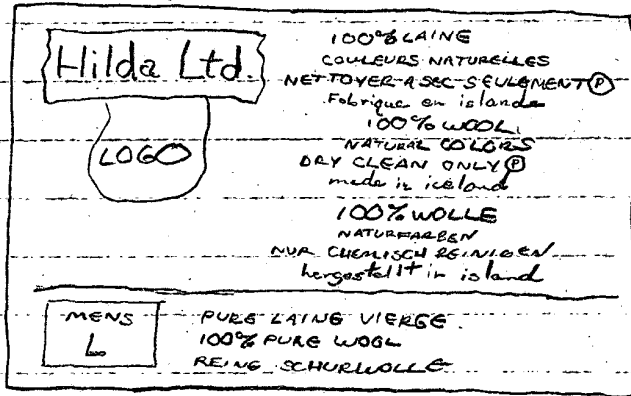 Hilda Ltd.
LOGO
100% LAINE
COULEURS NATURELLES
NETTOYER-A SEC-SEULEMENT Ⓟ
Fabrique en islande
100% WOOL.
NATURAL COLORS
DRY CLEAN ONLY Ⓟ
made in iceland
100% WOLLE
NATURFARBEN
NUR CHEMISCH REINIGEN
hergestellt in island
MENS
L
PURE LAINE VIERGE.
100% PURE WOOL
REINE SCHURWOLLE